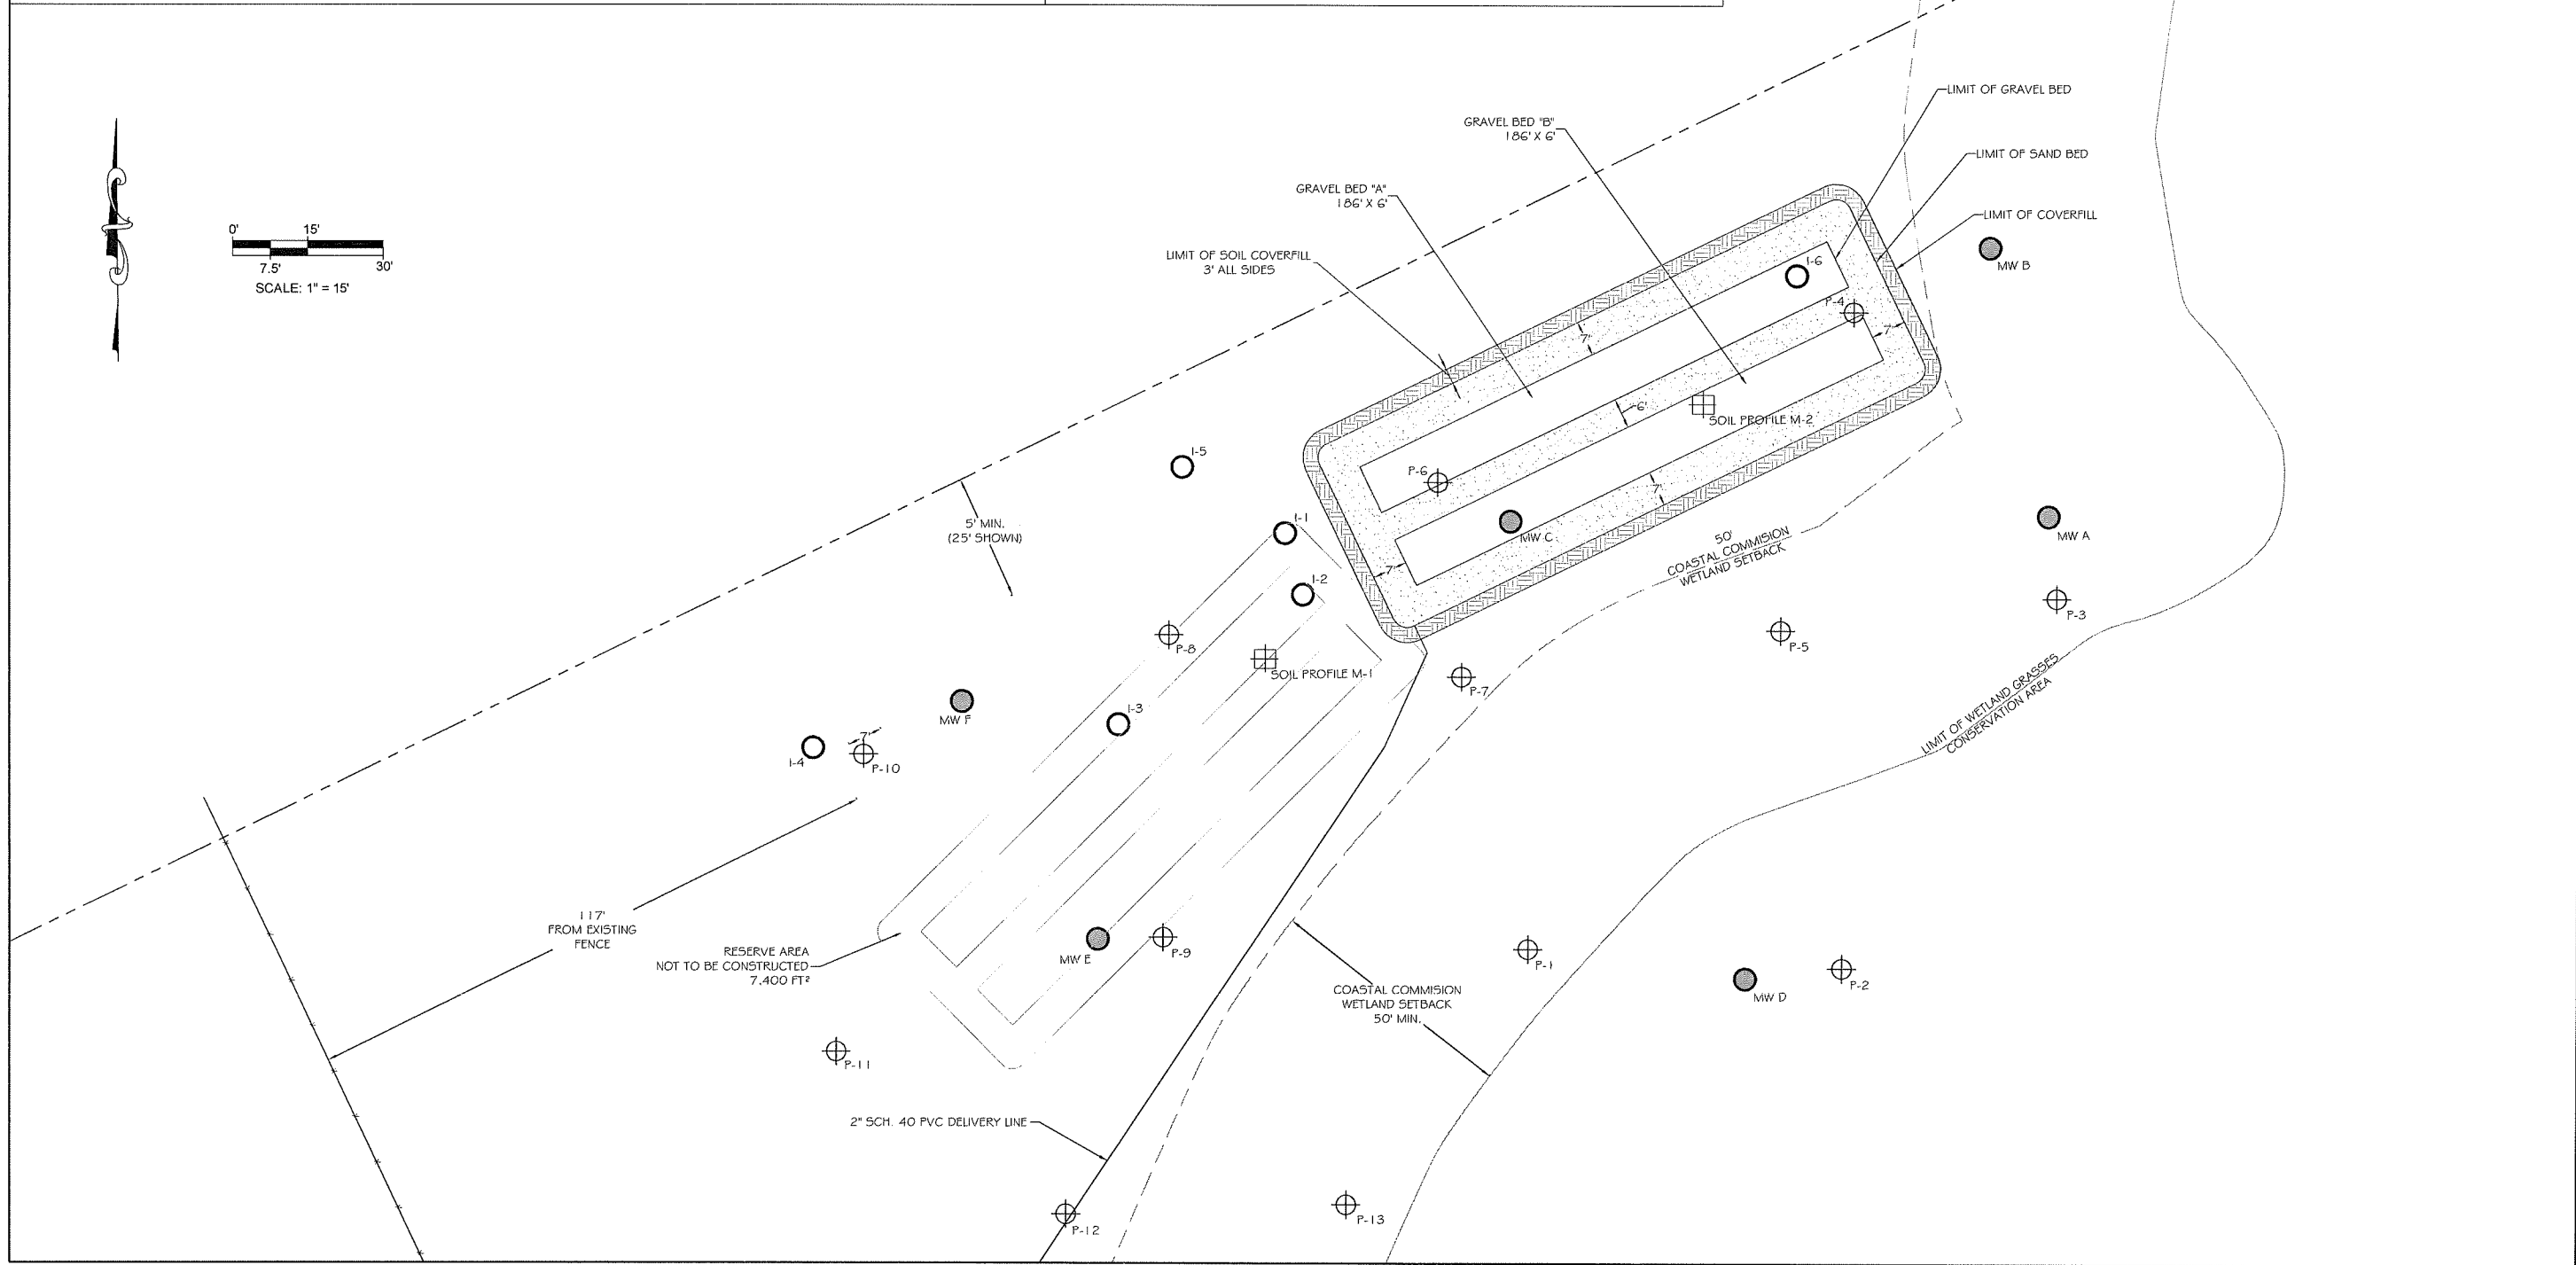 LIMIT OF GRAVEL BED
GRAVEL BED "B"
186' X 6'
LIMIT OF SAND BED
GRAVEL BED "A"
186' X 6'
LIMIT OF COVERFILL
0' 15'
7.5' 30'
SCALE: 1" = 15'
LIMIT OF SOIL COVERFILL
3' ALL SIDES
I-6
MW B
P-4
7'
7'
6'
SOIL PROFILE M-2
I-5
P-6
7'
5' MIN.
(25' SHOWN)
I-1
MW C
50'
COASTAL COMMISION
WETLAND SETBACK
MW A
7'
I-2
P-3
P-8
P-5
SOIL PROFILE M-1
P-7
LIMIT OF WETLAND GRASSES
CONSERVATION AREA
MW F
I-3
7'
I-4
P-10
117'
FROM EXISTING
FENCE
RESERVE AREA
NOT TO BE CONSTRUCTED
7,400 FT²
MW E
P-9
P-1
COASTAL COMMISION
WETLAND SETBACK
50' MIN.
MW D
P-2
P-11
2" SCH. 40 PVC DELIVERY LINE
P-12
P-13